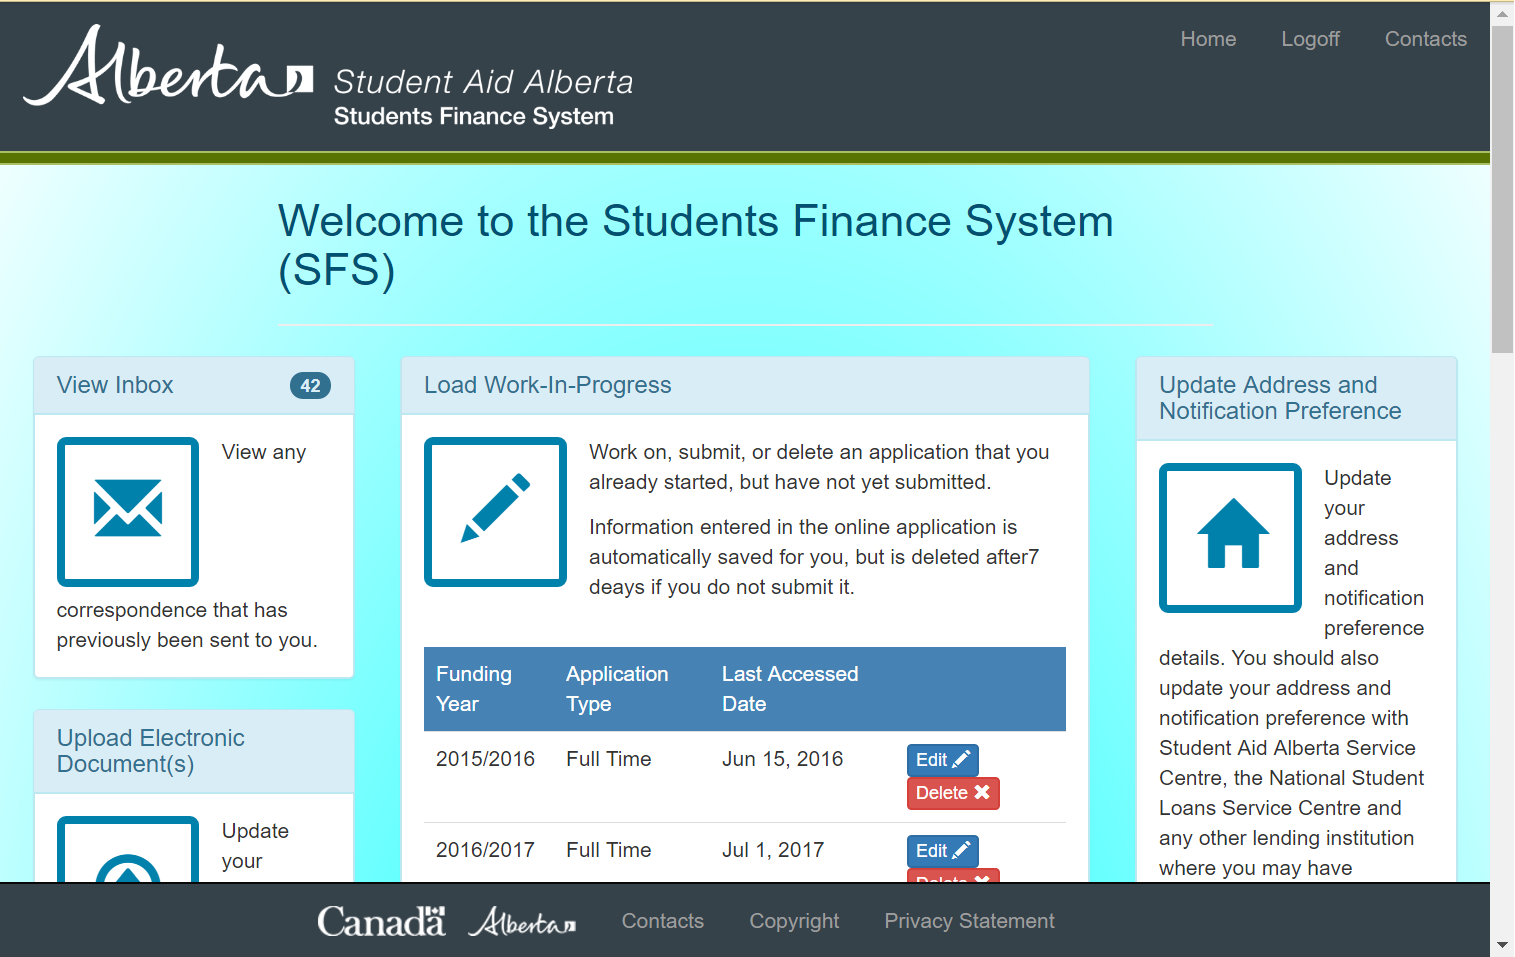 Home Logoff Contacts
Alberta
Student Aid Alberta
Students Finance System
Welcome to the Students Finance System
(SFS)
View Inbox 42
View any
correspondence that has
previously been sent to you.
Upload Electronic
Document(s)
Update
your
Load Work-In-Progress
Work on, submit, or delete an application that you
already started, but have not yet submitted.
Information entered in the online application is
automatically saved for you, but is deleted after7
deays if you do not submit it.
Funding Year Application Type Last Accessed Date
2015/2016 Full Time Jun 15, 2016 Edit
Delete
2016/2017 Full Time Jul 1, 2017 Edit
Delete
Update Address and
Notification Preference
Update
your
address
and
notification
preference
details. You should also
update your address and
notification preference with
Student Aid Alberta Service
Centre, the National Student
Loans Service Centre and
any other lending institution
where you may have
Canada Alberta Contacts Copyright Privacy Statement